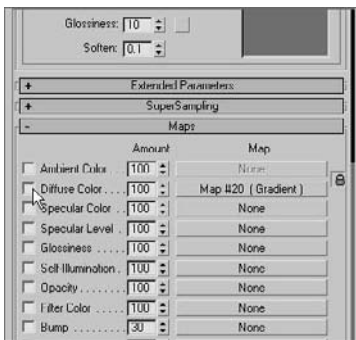 Glossiness: 10
Soften: 0.1
+ Extended Parameters
+ SuperSampling
- Maps
Amount Map
Ambient Color 100 None
Diffuse Color . . . . 100 Map #20 ( Gradient )
Specular Color . . 100 None
Specular Level . 100 None
Glossiness . . . . . 100 None
Self-Illumination . 100 None
Opacity . . . . . . . . 100 None
Filter Color . . . . . 100 None
Bump . . . . . . . . . 30 None